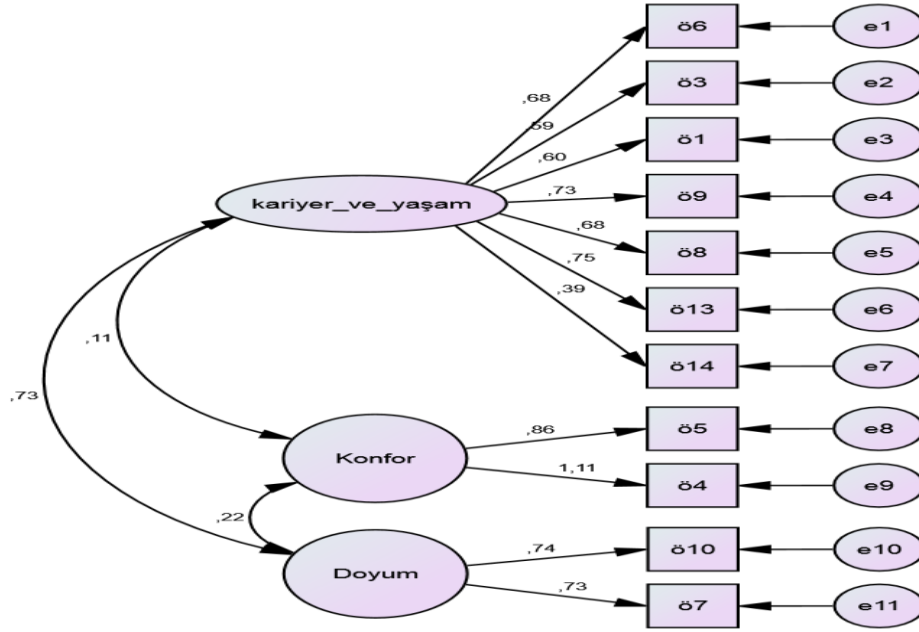 ö6
e1
ö3
e2
,68
,59
ö1
e3
,60
kariyer_ve_yaşam
,73
ö9
e4
,68
ö8
e5
,75
ö13
e6
,39
ö14
e7
,11
,73
Konfor
,86
ö5
e8
1,11
ö4
e9
,22
Doyum
,74
ö10
e10
,73
ö7
e11